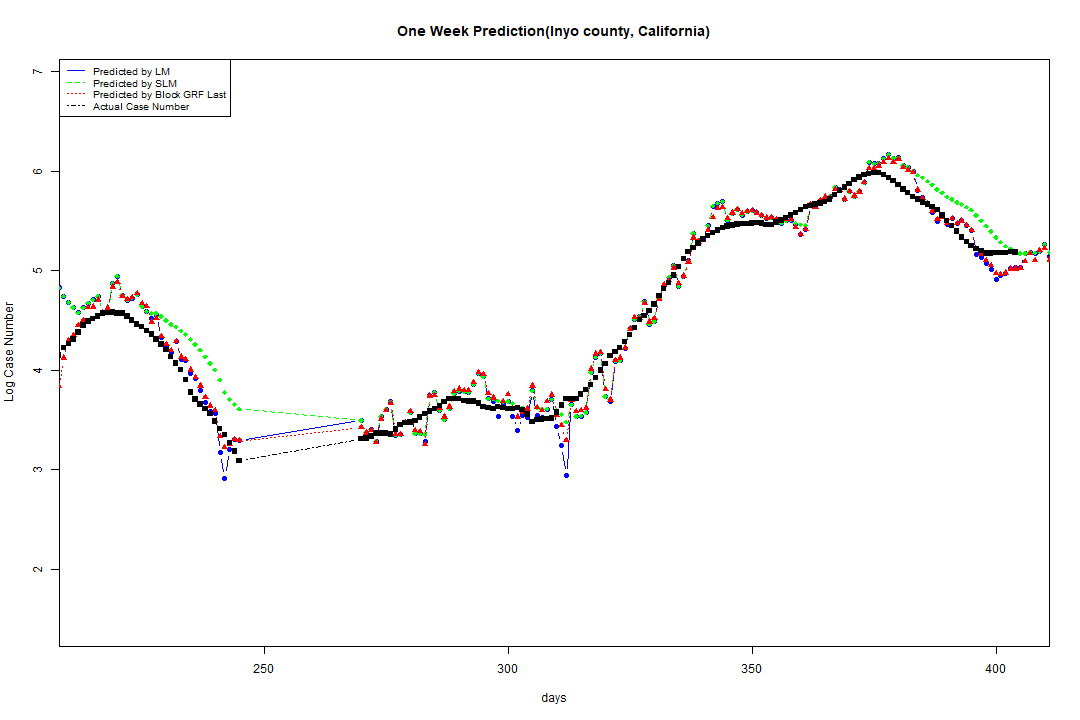 One Week Prediction(Inyo county, California)
Predicted by LM
Predicted by SLM
Predicted by Block GRF Last
Actual Case Number
7
6
5
4
3
2
Log Case Number
250 300 350 400
days